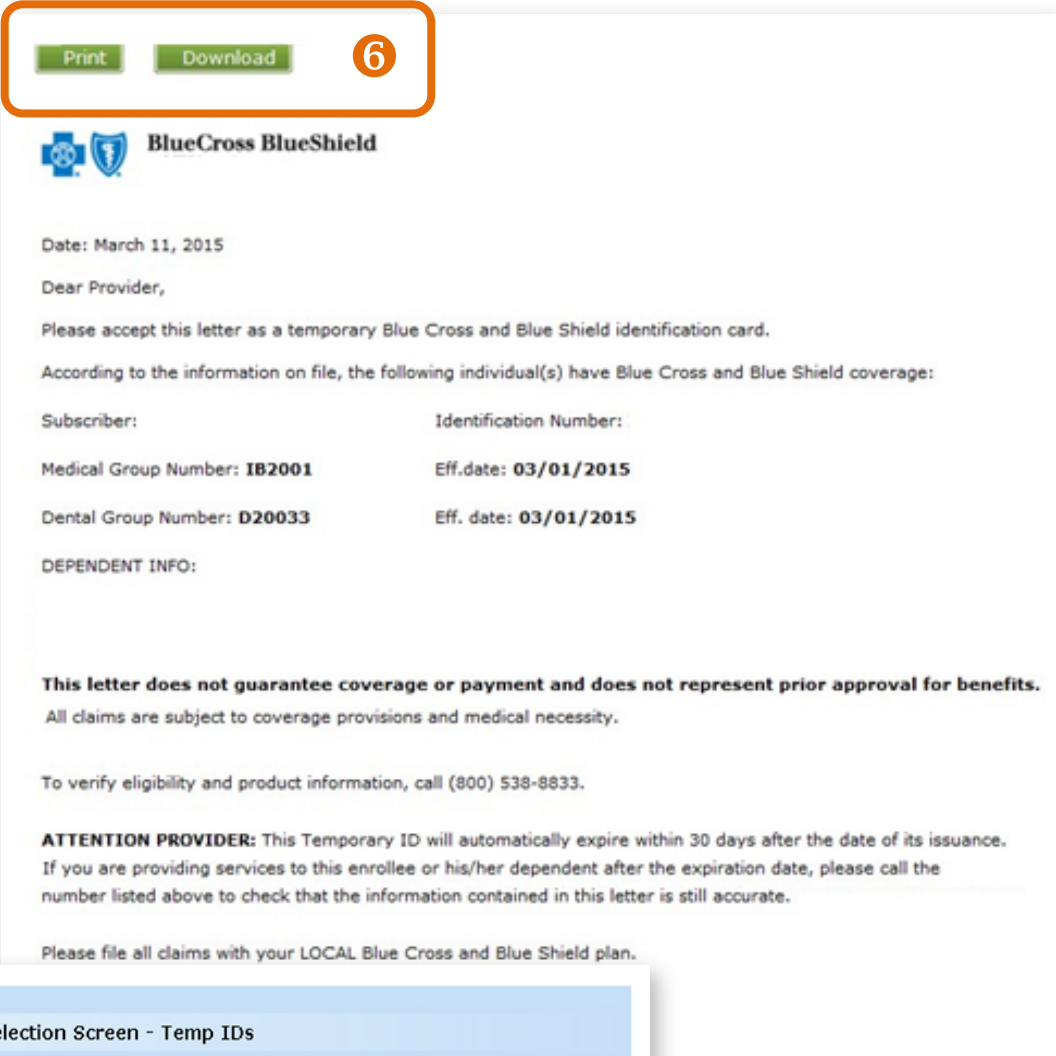 Print Download 6
BlueCross BlueShield
Date: March 11, 2015
Dear Provider,
Please accept this letter as a temporary Blue Cross and Blue Shield identification card.
According to the information on file, the following individual(s) have Blue Cross and Blue Shield coverage:
Subscriber: Identification Number:
Medical Group Number: IB2001 Eff.date: 03/01/2015
Dental Group Number: D20033 Eff. date: 03/01/2015
DEPENDENT INFO:
This letter does not guarantee coverage or payment and does not represent prior approval for benefits.
All claims are subject to coverage provisions and medical necessity.
To verify eligibility and product information, call (800) 538-8833.
ATTENTION PROVIDER: This Temporary ID will automatically expire within 30 days after the date of its issuance.
If you are providing services to this enrollee or his/her dependent after the expiration date, please call the
number listed above to check that the information contained in this letter is still accurate.
Please file all claims with your LOCAL Blue Cross and Blue Shield plan.
election Screen - Temp IDs